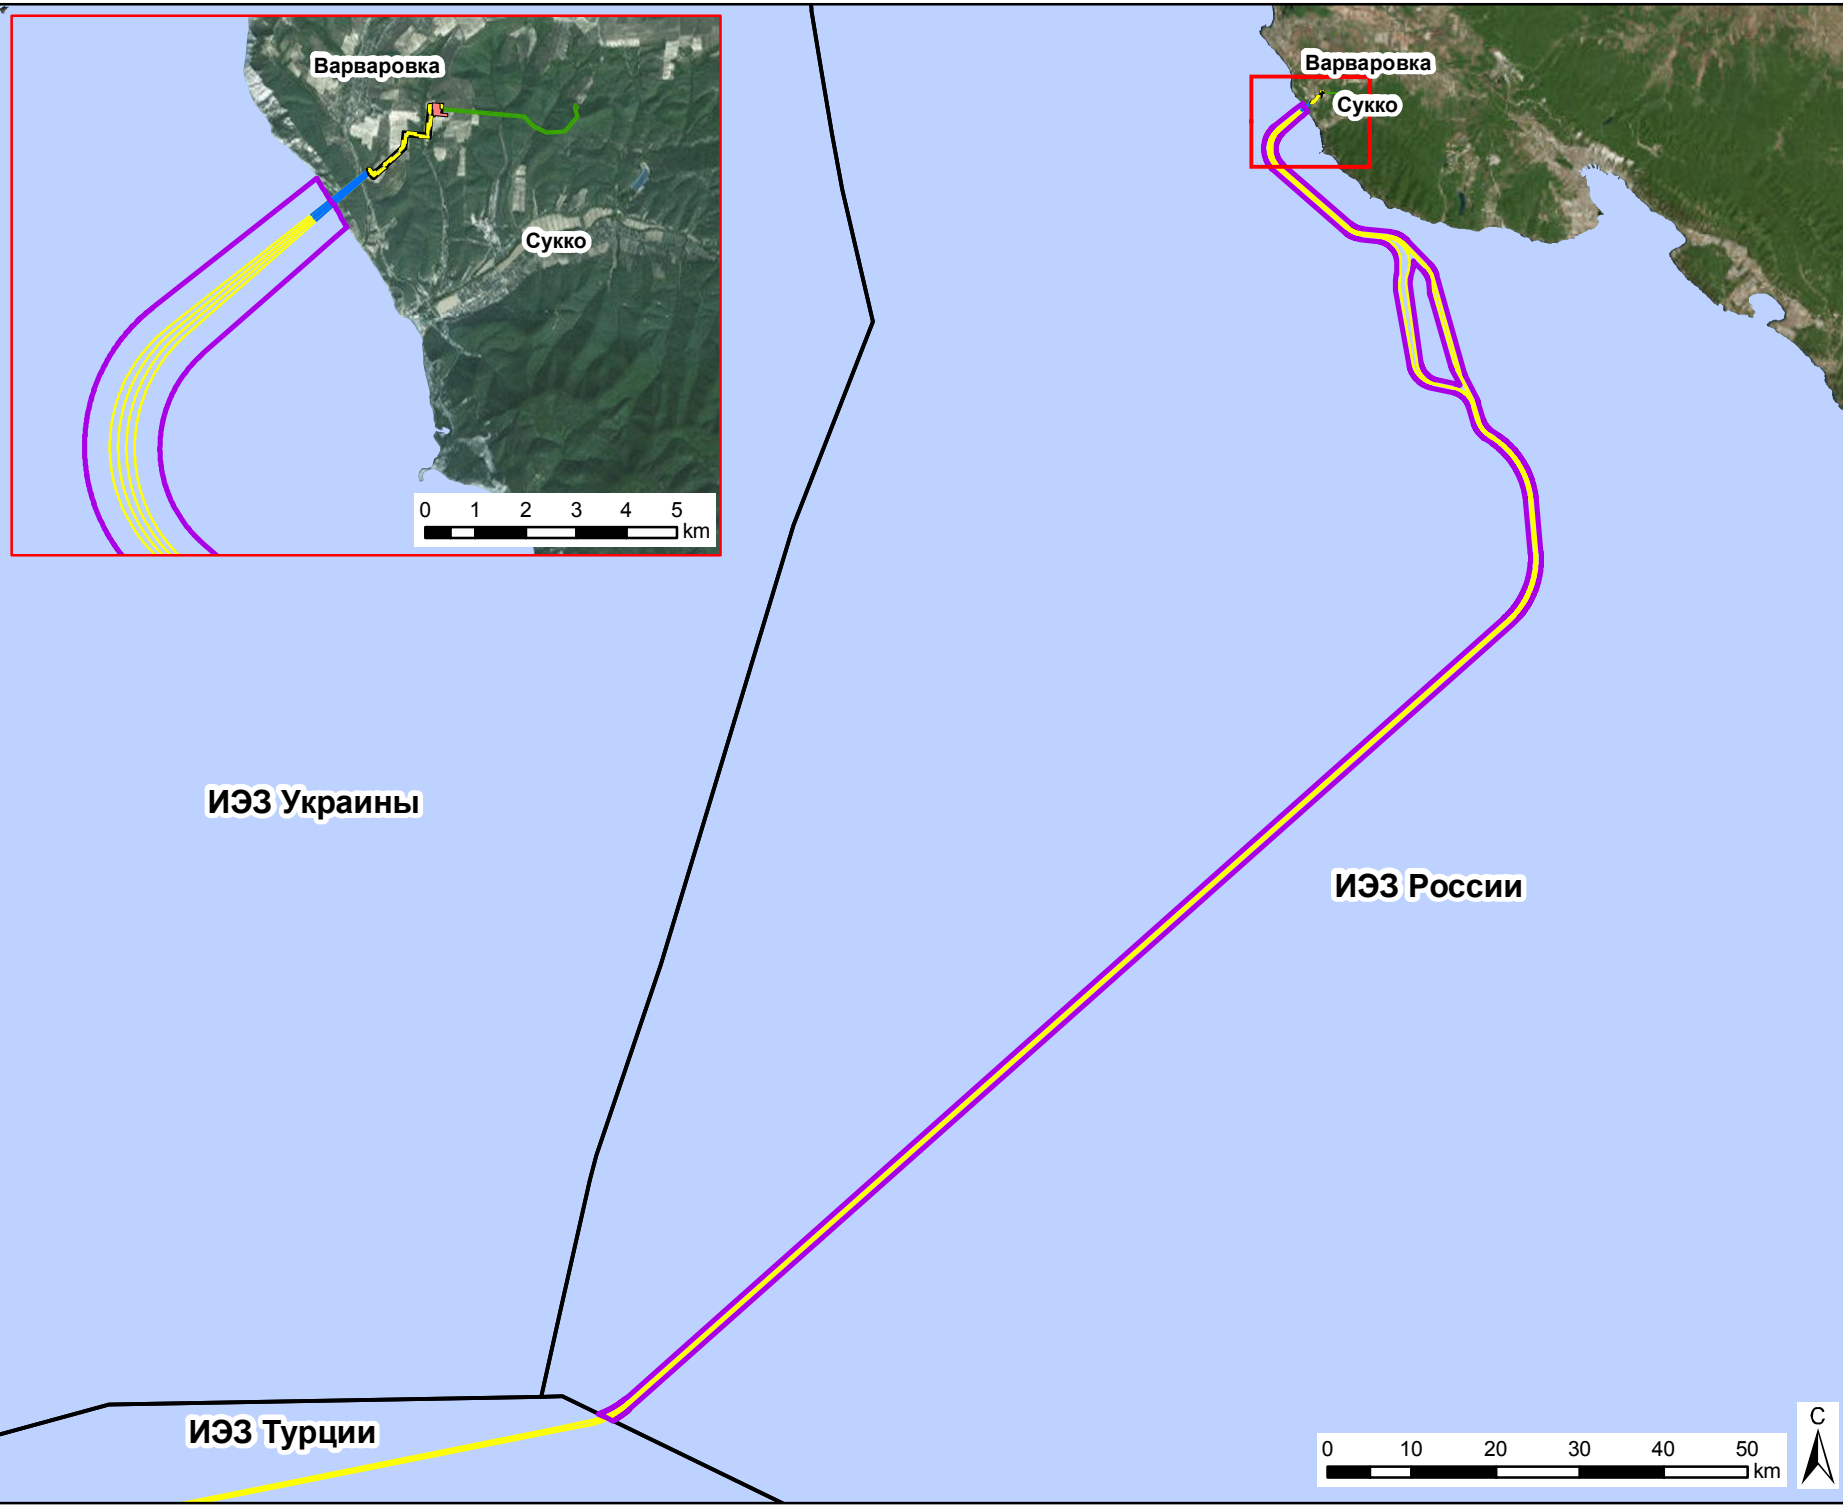 Варваровка
Сукко
0 1 2 3 4 5
km
Варваровка
Сукко
ИЭЗ Украины
ИЭЗ России
ИЭЗ Турции
С
0 10 20 30 40 50
km